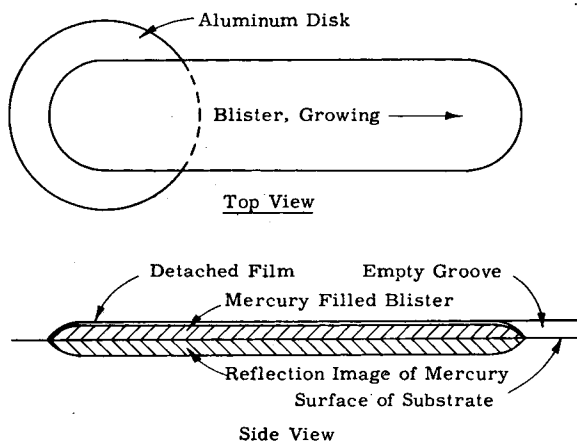 Aluminum Disk
Blister, Growing
Top View
Detached Film
Empty Groove
Mercury Filled Blister
Reflection Image of Mercury
Surface of Substrate
Side View